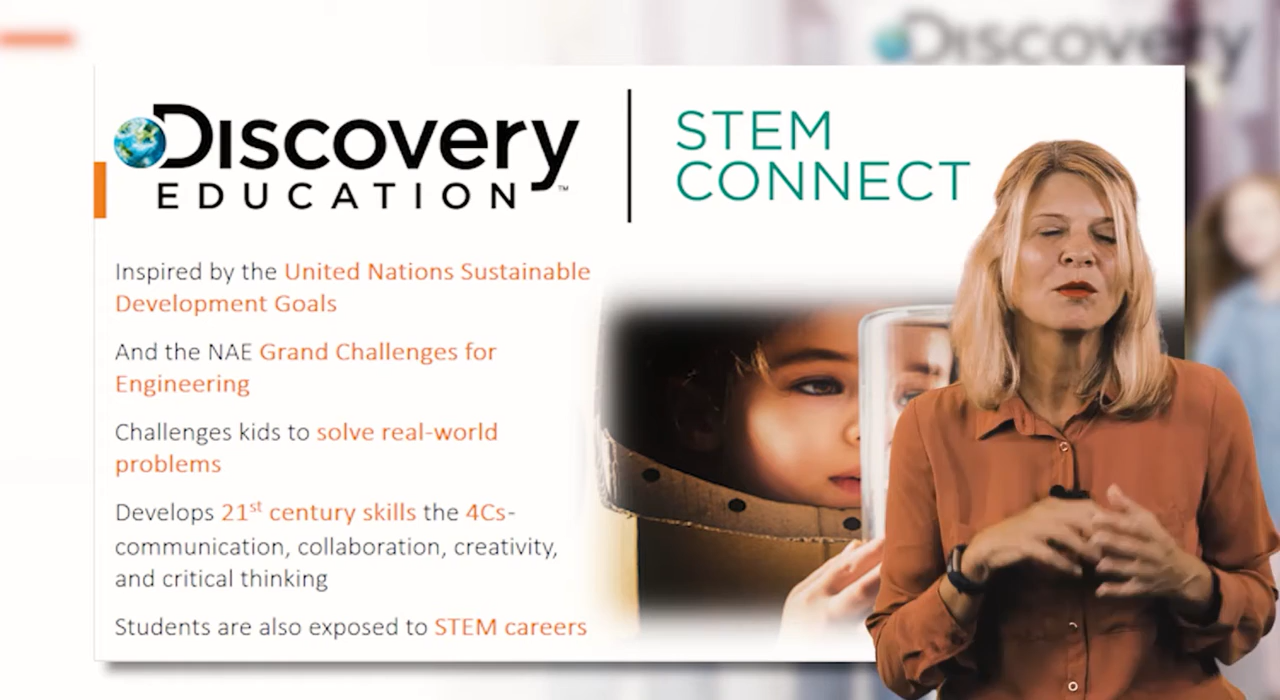 Discovery
Discovery
EDUCATION™
STEM
CONNECT
Inspired by the United Nations Sustainable
Development Goals
And the NAE Grand Challenges for
Engineering
Challenges kids to solve real-world
problems
Develops 21st century skills the 4Cs-
communication, collaboration, creativity,
and critical thinking
Students are also exposed to STEM careers